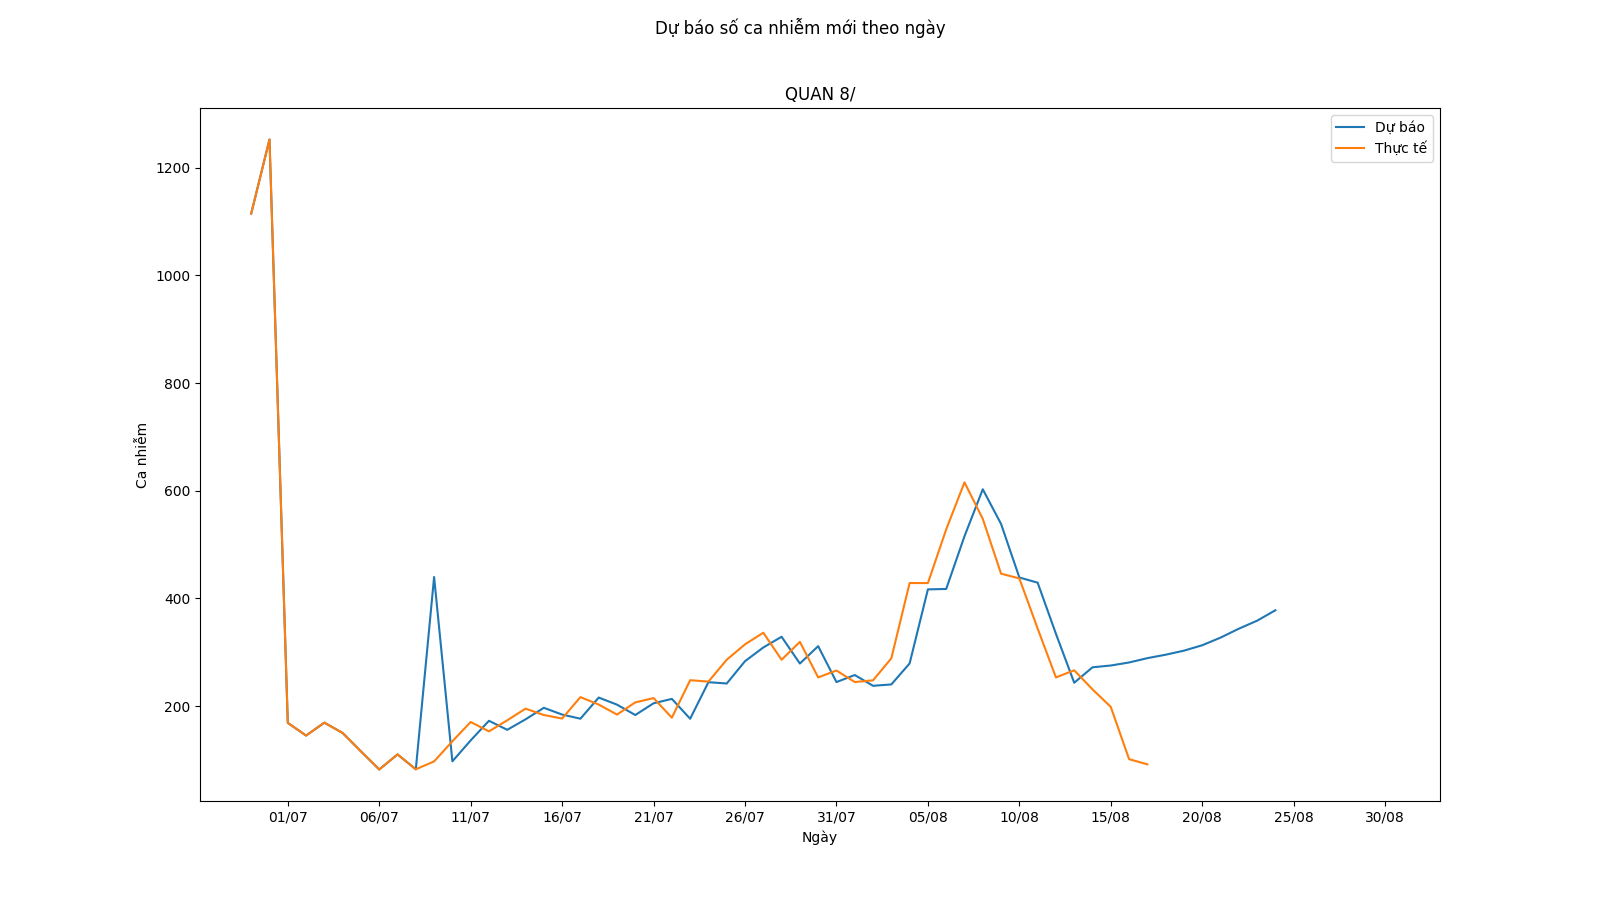 Dự báo số ca nhiễm mới theo ngày
QUAN 8/
Dự báo
Thực tế
1200
1000
800
600
400
200
Ca nhiễm
01/07 06/07 11/07 16/07 21/07 26/07 31/07 05/08 10/08 15/08 20/08 25/08 30/08
Ngày